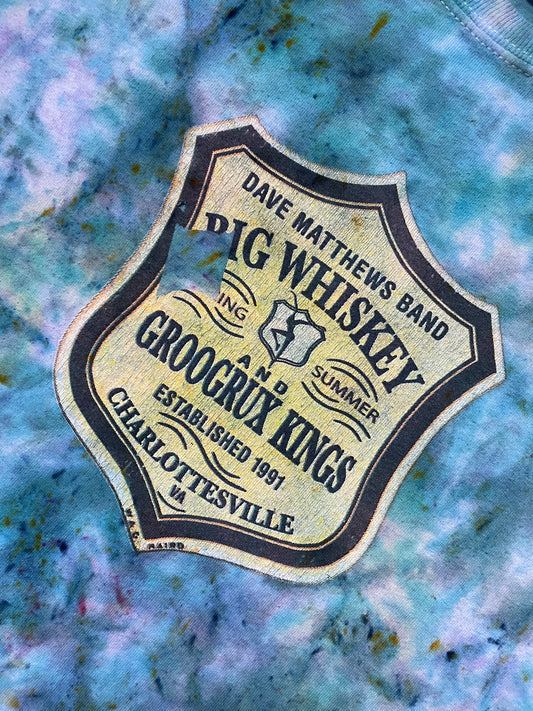 DAVE MATTHEWS BAND
BIG WHISKEY
ING
SUMMER
AND
GROOGRUX KINGS
ESTABLISHED 1991
CHARLOTTESVILLE
VA